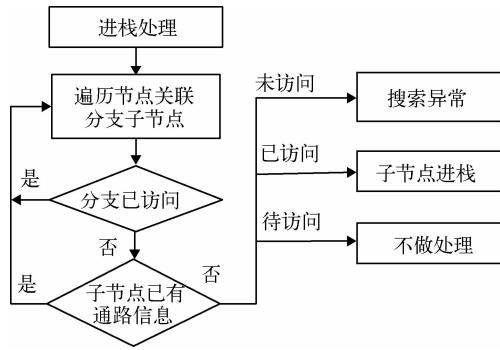 进栈处理
遍历节点关联
分支子节点
是
分支已访问
否
是
子节点已有
通路信息
否
未访问
搜索异常
已访问
子节点进栈
待访问
不做处理